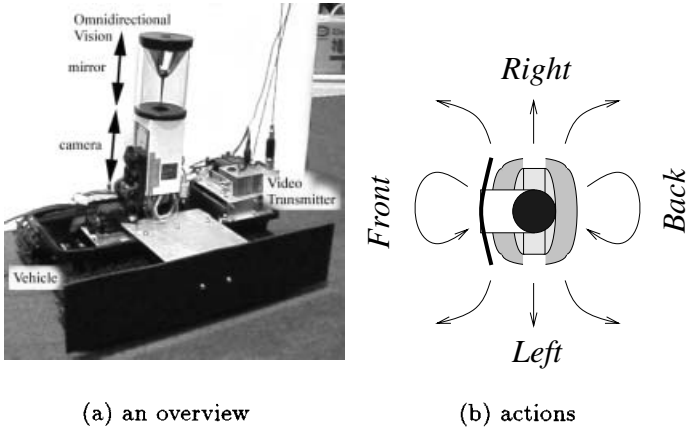 Omnidirectional
Vision
mirror
camera
Video
Transmitter
Vehicle
Right
Front
Back
Left
(a) an overview
(b) actions